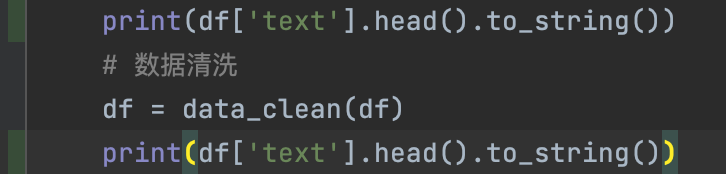 print(df['text'].head().to_string())
# 数据清洗
df = data_clean(df)
print(df['text'].head().to_string())